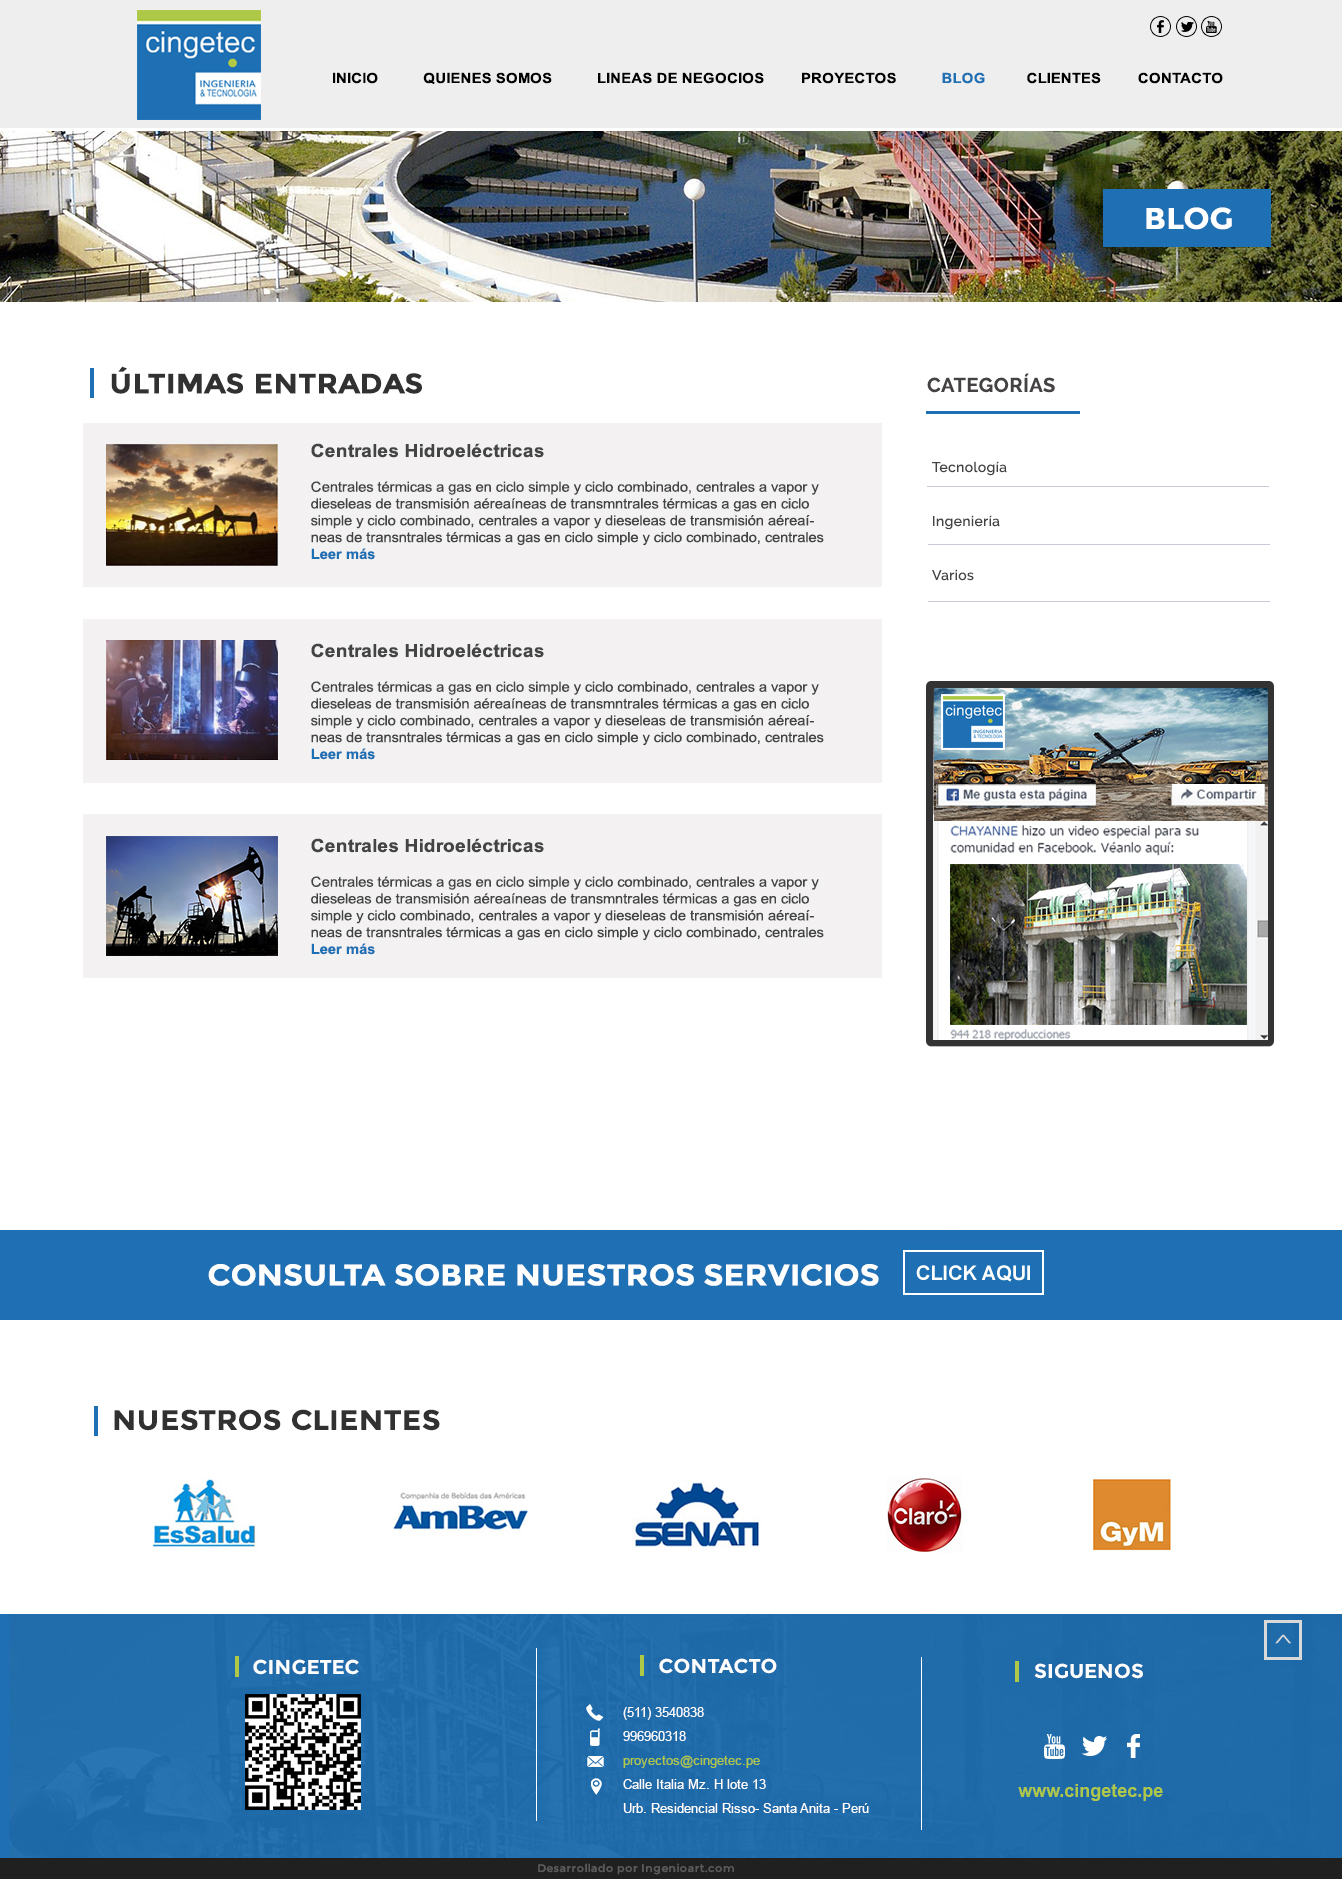 cingetec
INGENIERIA
& TECNOLOGIA
INICIO
QUIENES SOMOS
LINEAS DE NEGOCIOS
PROYECTOS
BLOG
CLIENTES
CONTACTO
BLOG
ÚLTIMAS ENTRADAS
Centrales Hidroeléctricas
Centrales térmicas a gas en ciclo simple y ciclo combinado, centrales a vapor y
dieseleas de transmisión aéreaíneas de transmntrales térmicas a gas en ciclo
simple y ciclo combinado, centrales a vapor y dieseleas de transmisión aéreaí-
neas de transntrales térmicas a gas en ciclo simple y ciclo combinado, centrales
Leer más
Centrales Hidroeléctricas
Centrales térmicas a gas en ciclo simple y ciclo combinado, centrales a vapor y
dieseleas de transmisión aéreaíneas de transmntrales térmicas a gas en ciclo
simple y ciclo combinado, centrales a vapor y dieseleas de transmisión aéreaí-
neas de transntrales térmicas a gas en ciclo simple y ciclo combinado, centrales
Leer más
Centrales Hidroeléctricas
Centrales térmicas a gas en ciclo simple y ciclo combinado, centrales a vapor y
dieseleas de transmisión aéreaíneas de transmntrales térmicas a gas en ciclo
simple y ciclo combinado, centrales a vapor y dieseleas de transmisión aéreaí-
neas de transntrales térmicas a gas en ciclo simple y ciclo combinado, centrales
Leer más
CATEGORÍAS
Tecnología
Ingeniería
Varios
cingetec
INGENIERIA
& TECNOLOGIA
Me gusta esta página
Compartir
CHAYANNE hizo un video especial para su
comunidad en Facebook. Véanlo aquí:
944 218 reproducciones
CONSULTA SOBRE NUESTROS SERVICIOS
CLICK AQUI
NUESTROS CLIENTES
EsSalud
Companhia de Bebidas das Américas
AmBev
SENATI
Claro
GyM
CINGETEC
CONTACTO
(511) 3540838
996960318
proyectos@cingetec.pe
Calle Italia Mz. H lote 13
Urb. Residencial Risso- Santa Anita - Perú
SIGUENOS
You
Tube
www.cingetec.pe
Desarrollado por Ingenioart.com